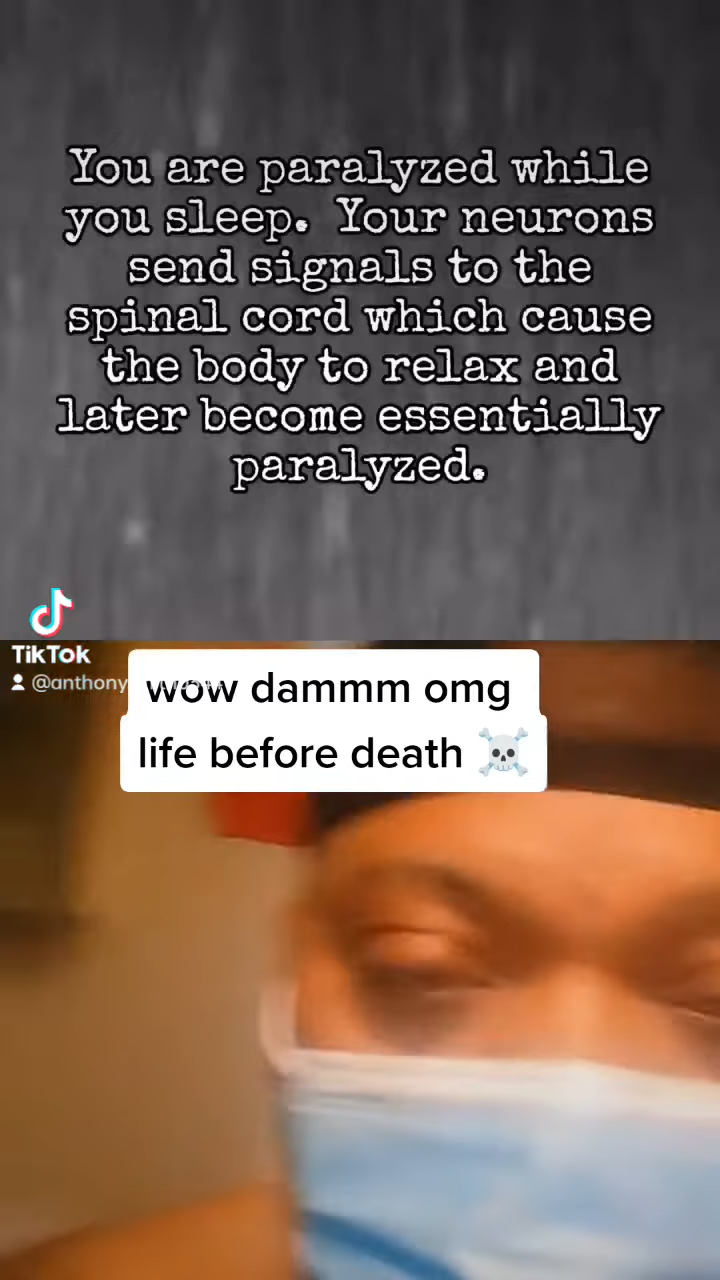 You are paralyzed while
you sleep. Your neurons
send signals to the
spinal cord which cause
the body to relax and
later become essentially
paralyzed.
TikTok
@anthony
wow dammm omg
life before death ☠️